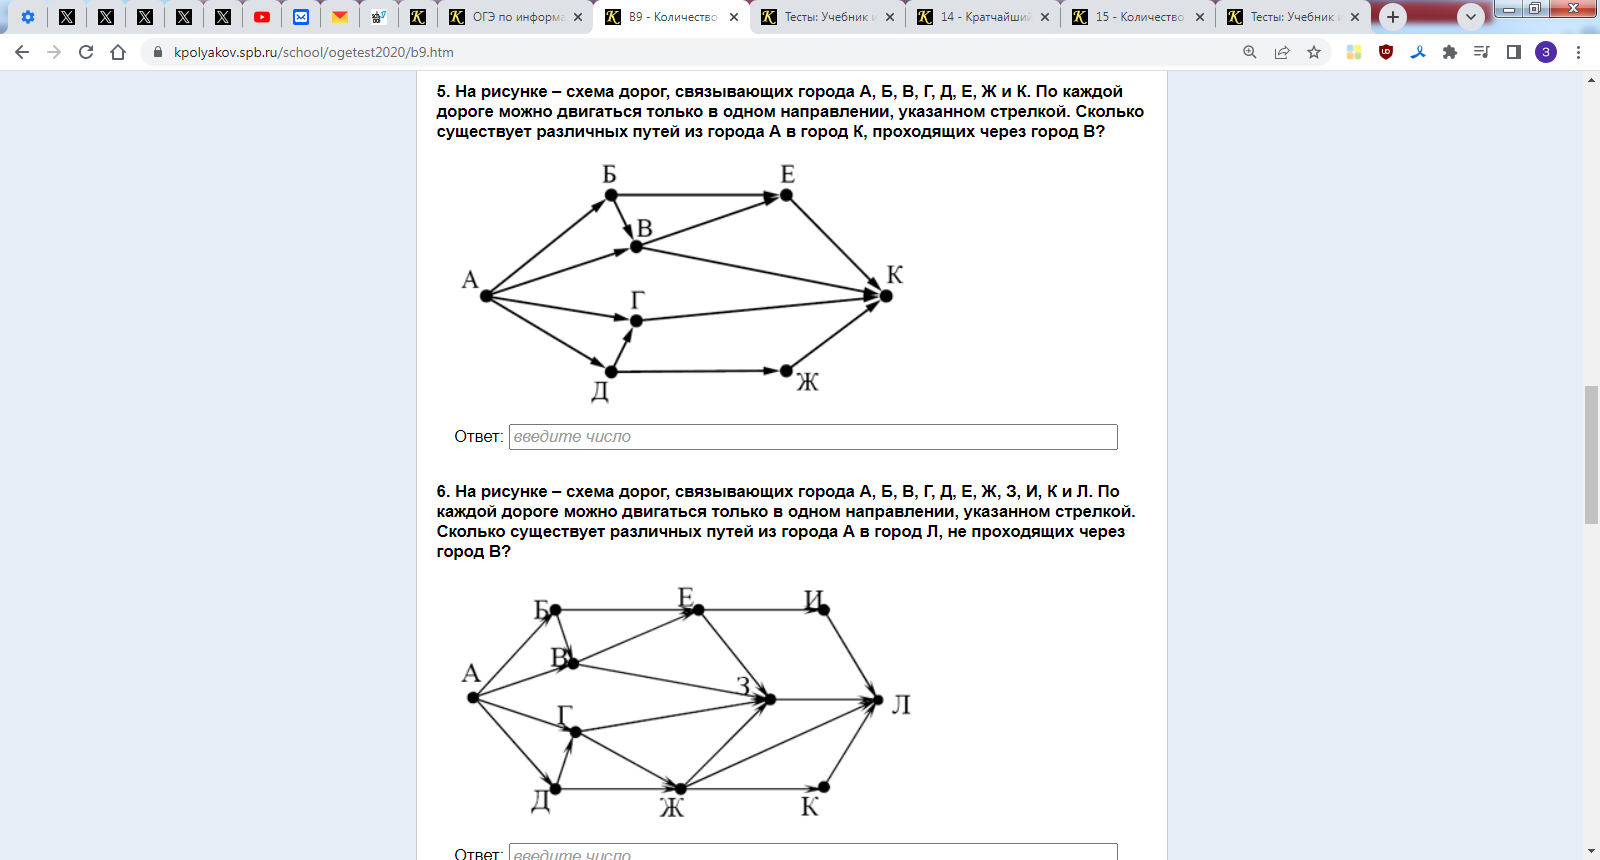 ОГЭ по информа
B9 - Количество
Тесты: Учебник и
14 - Кратчайший
15 - Количество
Тесты: Учебник и
kpolyakov.spb.ru/school/ogetest2020/b9.htm
З
5. На рисунке – схема дорог, связывающих города А, Б, В, Г, Д, Е, Ж и К. По каждой
дороге можно двигаться только в одном направлении, указанном стрелкой. Сколько
существует различных путей из города А в город К, проходящих через город В?
Б
Е
В
А
К
Г
Д
Ж
Ответ: введите число
6. На рисунке – схема дорог, связывающих города А, Б, В, Г, Д, Е, Ж, З, И, К и Л. По
каждой дороге можно двигаться только в одном направлении, указанном стрелкой.
Сколько существует различных путей из города А в город Л, не проходящих через
город В?
Б
Е
И
В
А
З
Л
Г
Д
Ж
К
Ответ: введите число